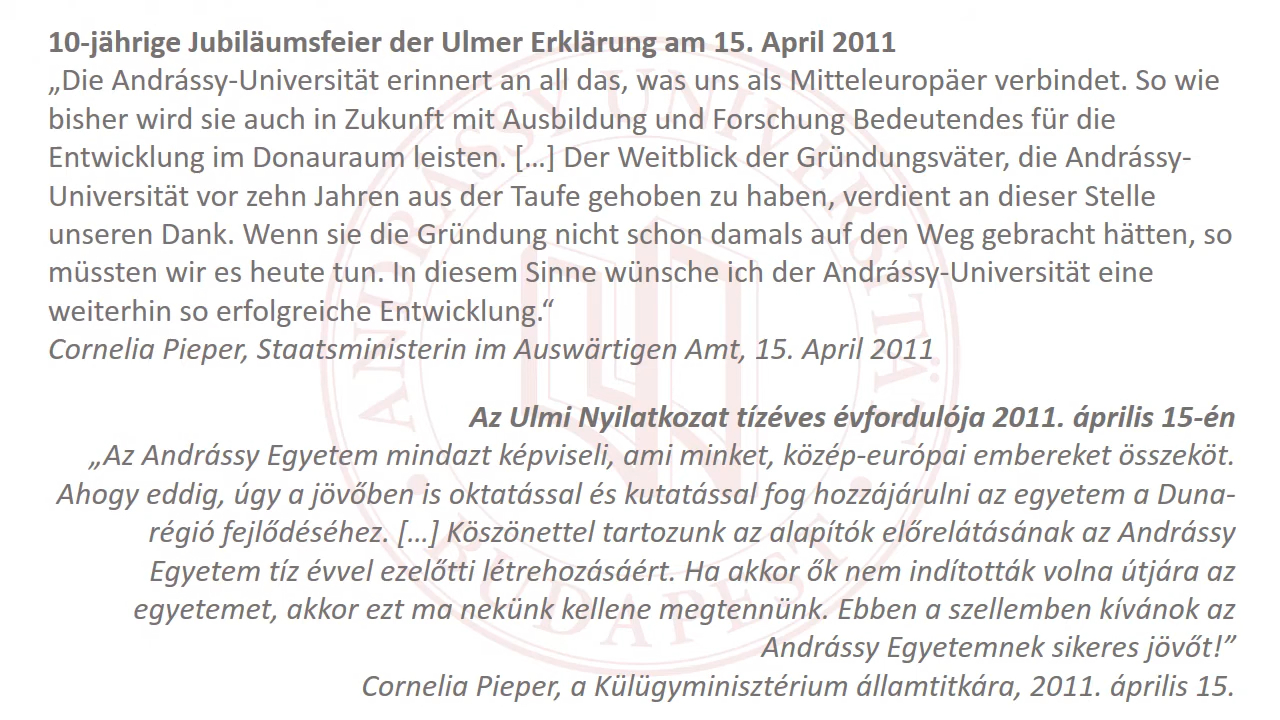 10-jährige Jubiläumsfeier der Ulmer Erklärung am 15. April 2011
„Die Andrássy-Universität erinnert an all das, was uns als Mitteleuropäer verbindet. So wie
bisher wird sie auch in Zukunft mit Ausbildung und Forschung Bedeutendes für die
Entwicklung im Donauraum leisten. […] Der Weitblick der Gründungsväter, die Andrássy-
Universität vor zehn Jahren aus der Taufe gehoben zu haben, verdient an dieser Stelle
unseren Dank. Wenn sie die Gründung nicht schon damals auf den Weg gebracht hätten, so
müssten wir es heute tun. In diesem Sinne wünsche ich der Andrássy-Universität eine
weiterhin so erfolgreiche Entwicklung.“
Cornelia Pieper, Staatsministerin im Auswärtigen Amt, 15. April 2011
Az Ulmi Nyilatkozat tízéves évfordulója 2011. április 15-én
„Az Andrássy Egyetem mindazt képviseli, ami minket, közép-európai embereket összeköt.
Ahogy eddig, úgy a jövőben is oktatással és kutatással fog hozzájárulni az egyetem a Duna-
régió fejlődéséhez. […] Köszönettel tartozunk az alapítók előrelátásának az Andrássy
Egyetem tíz évvel ezelőtti létrehozásáért. Ha akkor ők nem indították volna útjára az
egyetemet, akkor ezt ma nekünk kellene megtennünk. Ebben a szellemben kívánok az
Andrássy Egyetemnek sikeres jövőt!”
Cornelia Pieper, a Külügyminisztérium államtitkára, 2011. április 15.
ANDRÁSSY UNIVERSITÄT
• BUDAPEST •